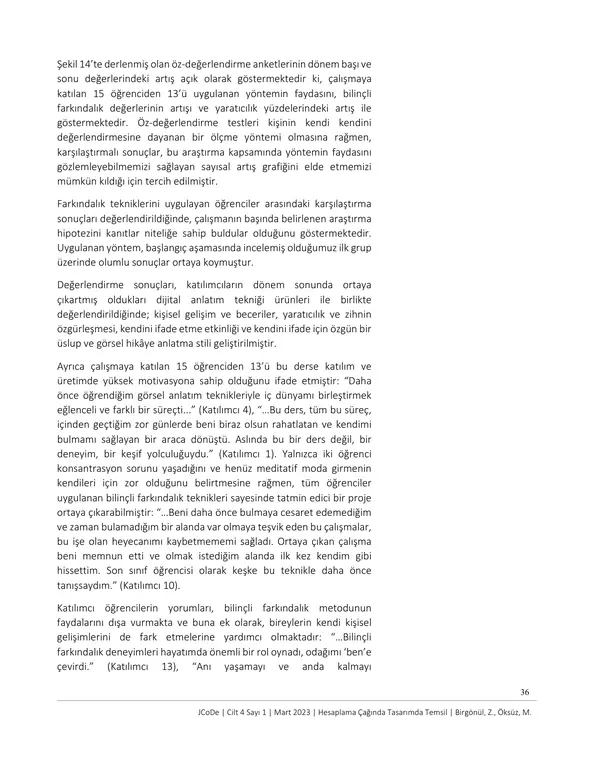 Şekil 14'te derlenmiş olan öz-değerlendirme anketlerinin dönem başı ve
sonu değerlerindeki artış açık olarak göstermektedir ki, çalışmaya
katılan 15 öğrenciden 13'ü uygulanan yöntemin faydasını, bilinçli
farkındalık değerlerinin artışı ve yaratıcılık yüzdelerindeki artış ile
göstermektedir. Öz-değerlendirme testleri kişinin kendi kendini
değerlendirmesine dayanan bir ölçme yöntemi olmasına rağmen,
karşılaştırmalı sonuçlar, bu araştırma kapsamında yöntemin faydasını
gözlemleyebilmemizi sağlayan sayısal artış grafiğini elde etmemizi
mümkün kıldığı için tercih edilmiştir.
Farkındalık tekniklerini uygulayan öğrenciler arasındaki karşılaştırma
sonuçları değerlendirildiğinde, çalışmanın başında belirlenen araştırma
hipotezini kanıtlar niteliğe sahip buldular olduğunu göstermektedir.
Uygulanan yöntem, başlangıç aşamasında incelemiş olduğumuz ilk grup
üzerinde olumlu sonuçlar ortaya koymuştur.
Değerlendirme sonuçları, katılımcıların dönem sonunda ortaya
çıkartmış oldukları dijital anlatım tekniği ürünleri ile birlikte
değerlendirildiğinde; kişisel gelişim ve beceriler, yaratıcılık ve zihnin
özgürleşmesi, kendini ifade etme etkinliği ve kendini ifade için özgün bir
üslup ve görsel hikâye anlatma stili geliştirilmiştir.
Ayrıca çalışmaya katılan 15 öğrenciden 13'ü bu derse katılım ve
üretimde yüksek motivasyona sahip olduğunu ifade etmiştir: “Daha
önce öğrendiğim görsel anlatım teknikleriyle iç dünyamı birleştirmek
eğlenceli ve farklı bir süreçti...” (Katılımcı 4), “…Bu ders, tüm bu süreç,
içinden geçtiğim zor günlerde beni biraz olsun rahatlatan ve kendimi
bulmamı sağlayan bir araca dönüştü. Aslında bu bir ders değil, bir
deneyim, bir keşif yolculuğuydu.” (Katılımcı 1). Yalnızca iki öğrenci
konsantrasyon sorunu yaşadığını ve henüz meditatif moda girmenin
kendileri için zor olduğunu belirtmesine rağmen, tüm öğrenciler
uygulanan bilinçli farkındalık teknikleri sayesinde tatmin edici bir proje
ortaya çıkarabilmiştir: “…Beni daha önce bulmaya cesaret edemediğim
ve zaman bulamadığım bir alanda var olmaya teşvik eden bu çalışmalar,
bu işe olan heyecanımı kaybetmememi sağladı. Ortaya çıkan çalışma
beni memnun etti ve olmak istediğim alanda ilk kez kendim gibi
hissettim. Son sınıf öğrencisi olarak keşke bu teknikle daha önce
tanışsaydım.” (Katılımcı 10).
Katılımcı öğrencilerin yorumları, bilinçli farkındalık metodunun
faydalarını dışa vurmakta ve buna ek olarak, bireylerin kendi kişisel
gelişimlerini de fark etmelerine yardımcı olmaktadır: “…Bilinçli
farkındalık deneyimleri hayatımda önemli bir rol oynadı, odağımı ‘ben’e
çevirdi.” (Katılımcı 13), “Anı yaşamayı ve anda kalmayı
36
JCoDe | Cilt 4 Sayı 1 | Mart 2023 | Hesaplama Çağında Tasarımda Temsil | Birgönül, Z., Öksüz, M.